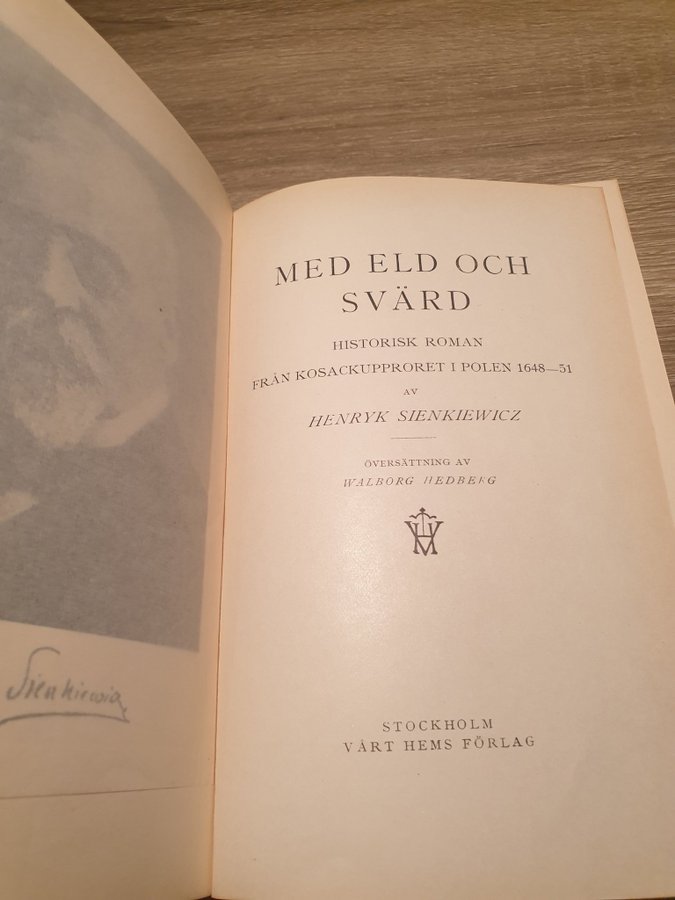 MED ELD OCH
SVÄRD
HISTORISK ROMAN
FRÅN KOSACKUPPRORET I POLEN 1648—51
AV
HENRYK SIENKIEWICZ
ÖVERSÄTTNING AV
WALBORG HEDBERG
STOCKHOLM
VÅRT HEMS FÖRLAG
Sienkiewicz